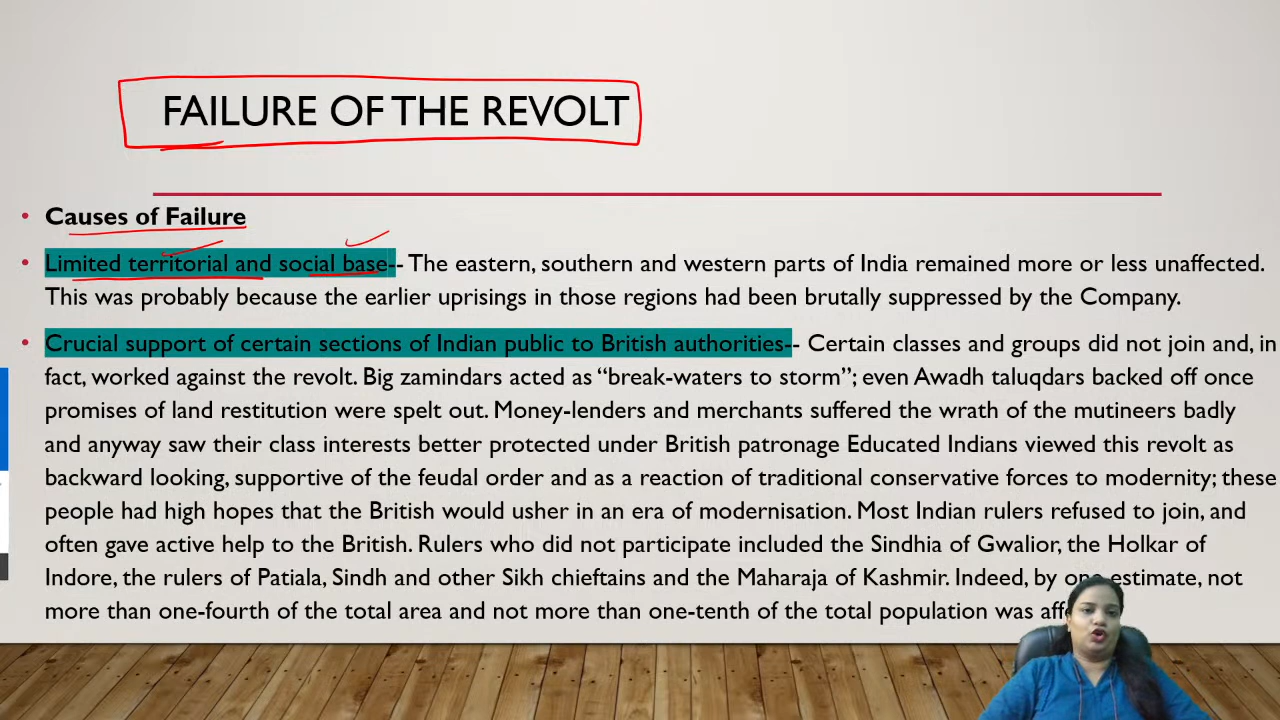 FAILURE OF THE REVOLT
• Causes of Failure
• Limited territorial and social base-- The eastern, southern and western parts of India remained more or less unaffected.
This was probably because the earlier uprisings in those regions had been brutally suppressed by the Company.
• Crucial support of certain sections of Indian public to British authorities-- Certain classes and groups did not join and, in
fact, worked against the revolt. Big zamindars acted as “break-waters to storm”; even Awadh taluqdars backed off once
promises of land restitution were spelt out. Money-lenders and merchants suffered the wrath of the mutineers badly
and anyway saw their class interests better protected under British patronage Educated Indians viewed this revolt as
backward looking, supportive of the feudal order and as a reaction of traditional conservative forces to modernity; these
people had high hopes that the British would usher in an era of modernisation. Most Indian rulers refused to join, and
often gave active help to the British. Rulers who did not participate included the Sindhia of Gwalior, the Holkar of
Indore, the rulers of Patiala, Sindh and other Sikh chieftains and the Maharaja of Kashmir. Indeed, by one estimate, not
more than one-fourth of the total area and not more than one-tenth of the total population was